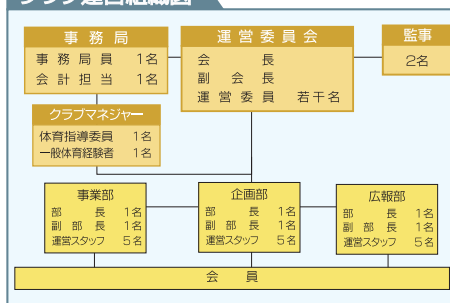 事務局
事務局員 1名
会計担当 1名
運営委員会
会長
副会長
運営委員 若干名
監事
2名
クラブマネジャー
体育指導委員 1名
一般体育経験者 1名
事業部
部長 1名
副部長 1名
運営スタッフ 5名
企画部
部長 1名
副部長 1名
運営スタッフ 5名
広報部
部長 1名
副部長 1名
運営スタッフ 5名
会員